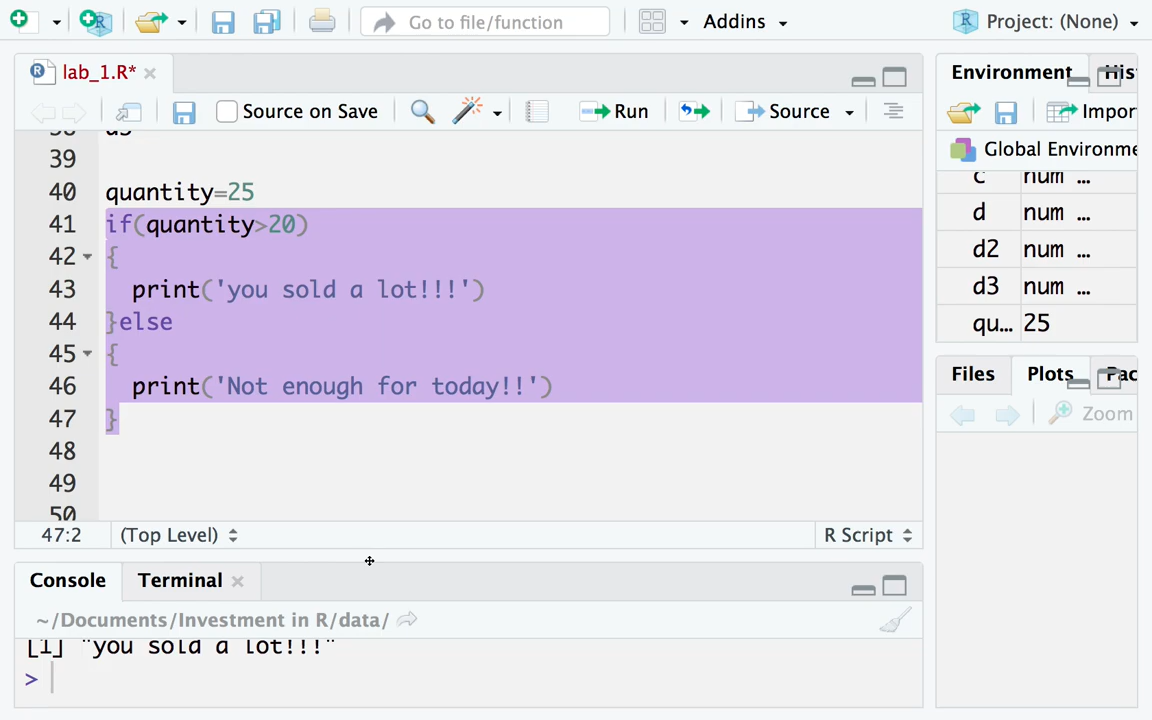 Go to file/function
Addins
Project: (None)
lab_1.R*
Environment
Source on Save
Run
Source
Global
39
40 quantity=25
41 if(quantity>20)
42 {
43 print('you sold a lot!!!')
44 }else
45 {
46 print('Not enough for today!!')
47 }
48
49
50
c num ...
d num ...
d2 num ...
d3 num ...
qu... 25
Files
Plots
Zoom
47:2
(Top Level)
R Script
Console
Terminal
~/Documents/Investment in R/data/
[1] "you sold a lot!!!"
>